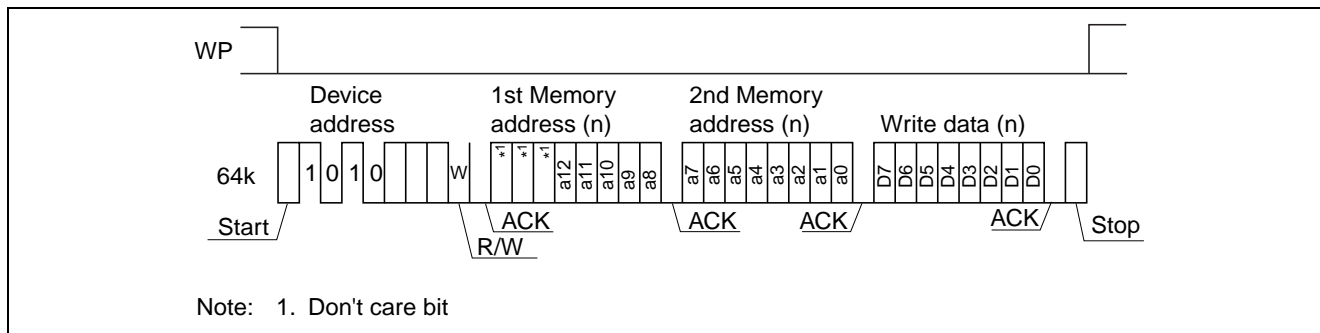 WP
Device address
1st Memory address (n)
2nd Memory address (n)
Write data (n)
64k
1 0 1 0 W *1 *1 *1 a12 a11 a10 a9 a8 a7 a6 a5 a4 a3 a2 a1 a0 D7 D6 D5 D4 D3 D2 D1 D0
Start ACK ACK ACK ACK Stop
R/W
Note: 1. Don't care bit